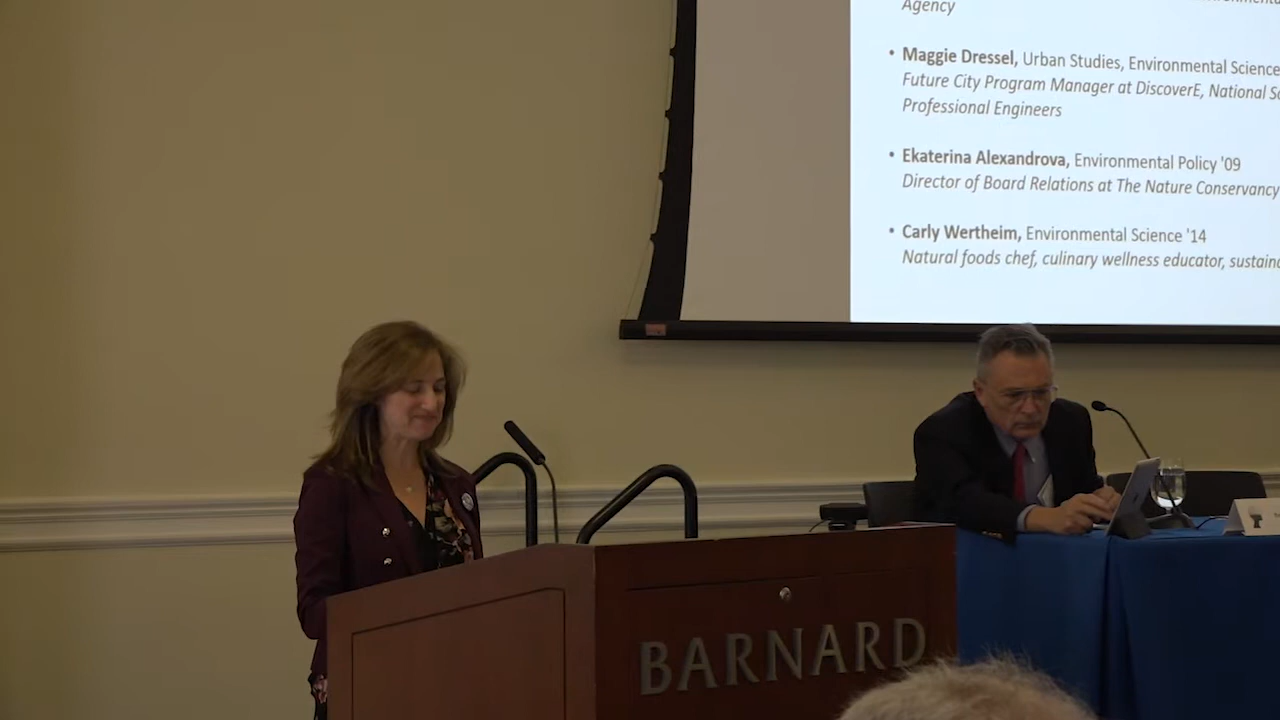 Agency
• Maggie Dressel, Urban Studies, Environmental Science
Future City Program Manager at DiscoverE, National
Professional Engineers
• Ekaterina Alexandrova, Environmental Policy '09
Director of Board Relations at The Nature Conservancy
• Carly Wertheim, Environmental Science '14
Natural foods chef, culinary wellness educator,
BARNARD